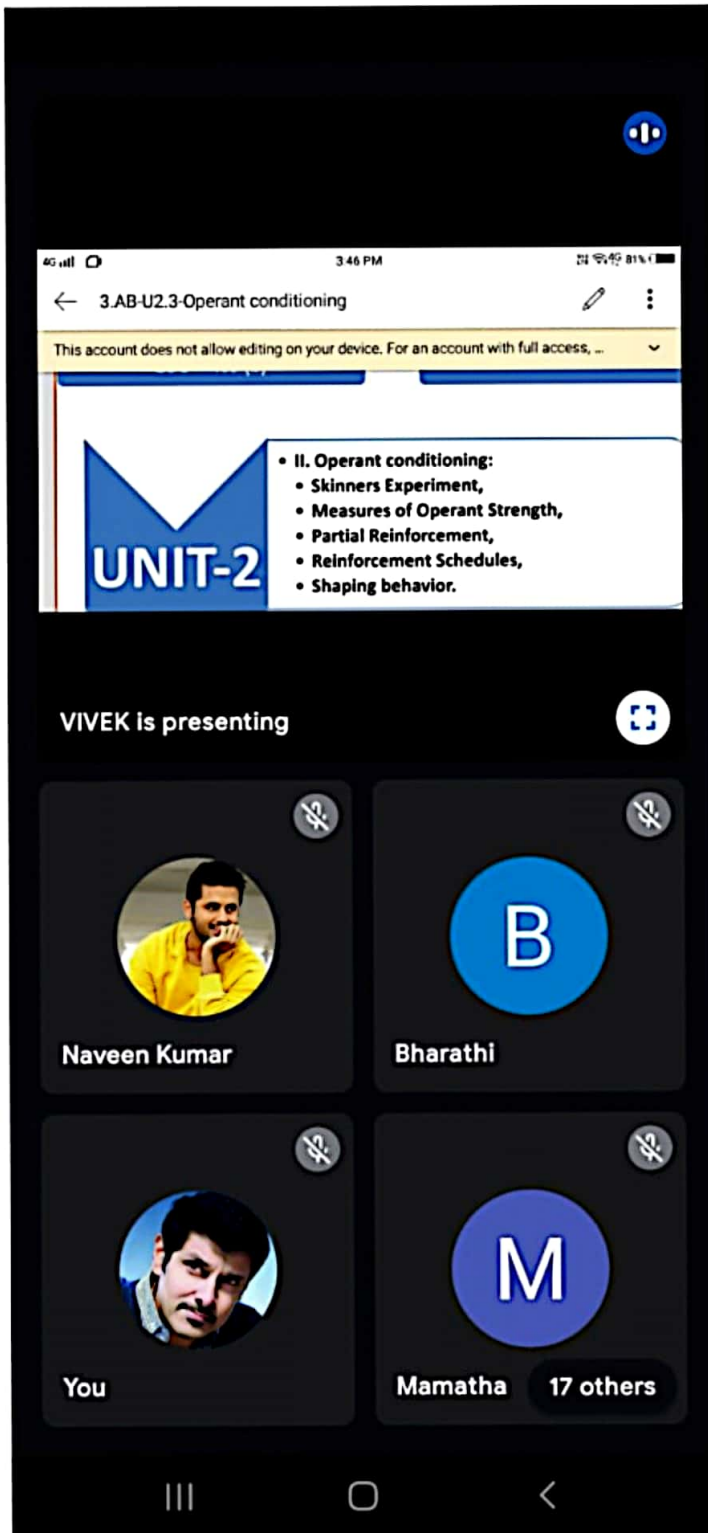 4G
3:46 PM
4G 81%
3.AB-U2.3-Operant conditioning
This account does not allow editing on your device. For an account with full access, ...
UNIT-2
• II. Operant conditioning:
• Skinners Experiment,
• Measures of Operant Strength,
• Partial Reinforcement,
• Reinforcement Schedules,
• Shaping behavior.
VIVEK is presenting
Naveen Kumar
B
Bharathi
You
M
Mamatha
17 others